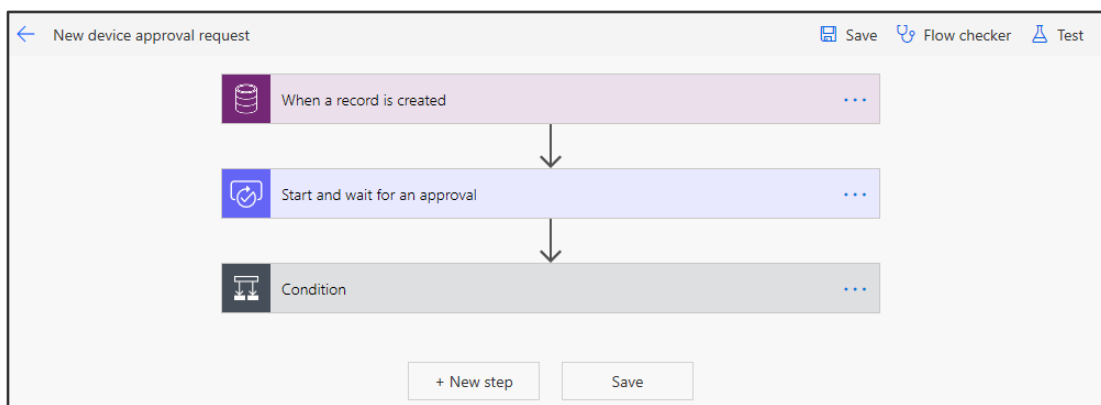 New device approval request
Save Flow checker Test
When a record is created
Start and wait for an approval
Condition
+ New step
Save